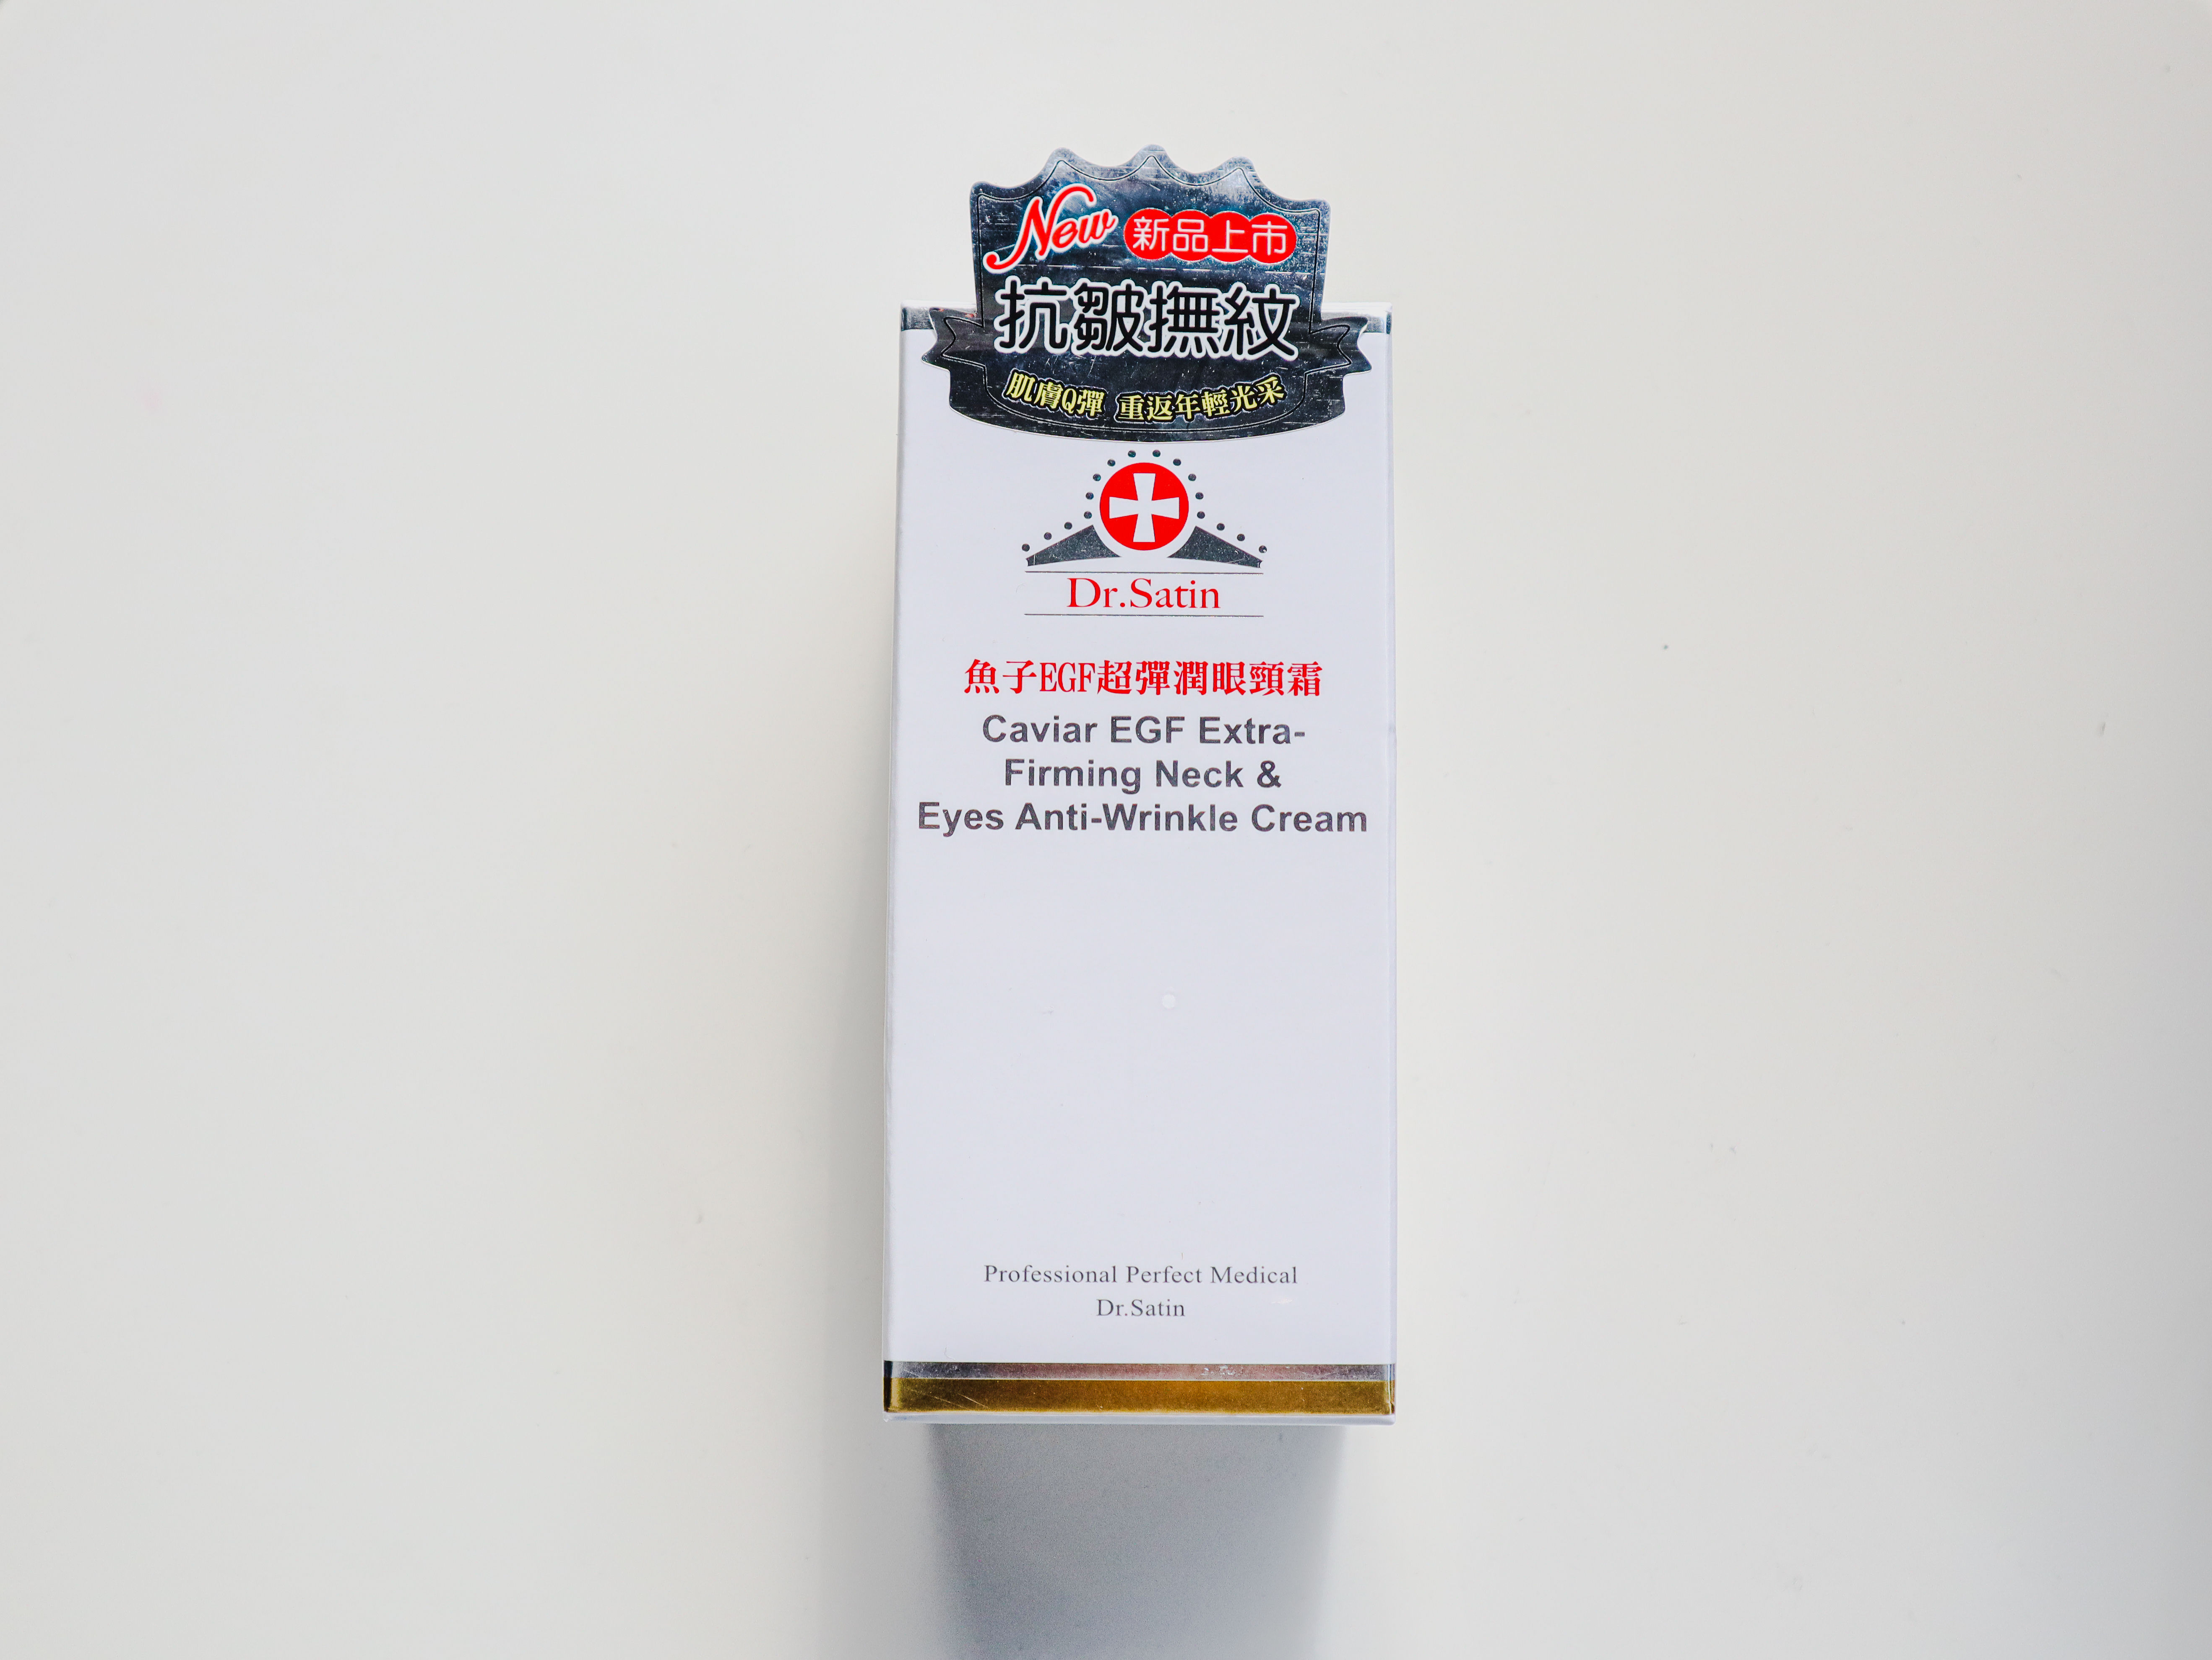 New 新品上市
抗皺撫紋
肌膚Q彈 重返年輕光采
Dr.Satin
魚子EGF超彈潤眼頸霜
Caviar EGF Extra-
Firming Neck &
Eyes Anti-Wrinkle Cream
Professional Perfect Medical
Dr.Satin